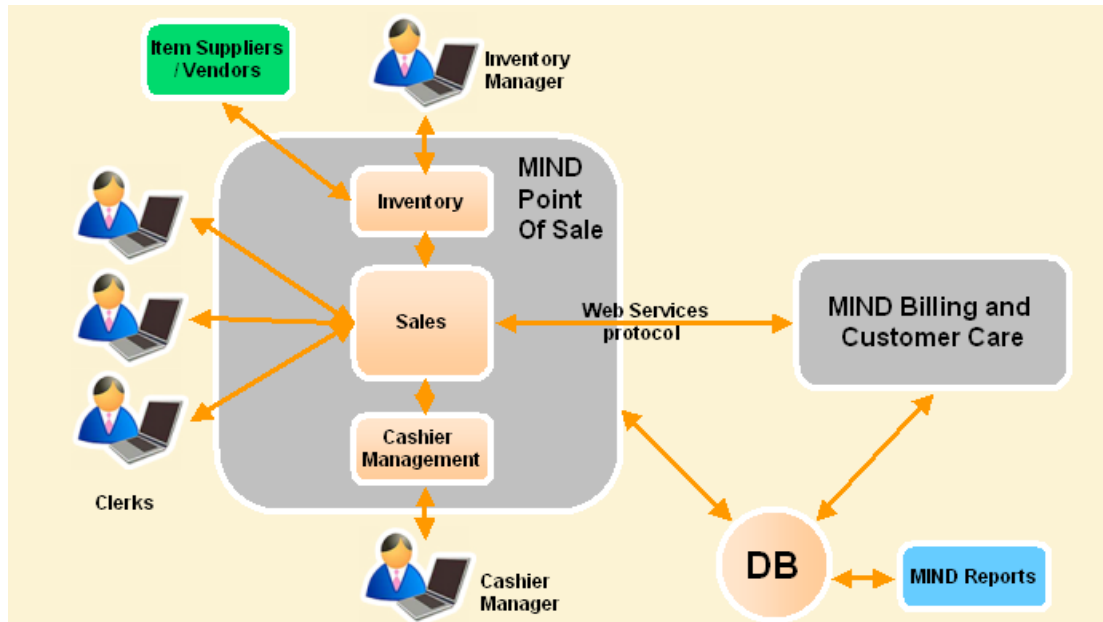 Item Suppliers
/ Vendors
Inventory
Manager
MIND
Point
Of Sale
Inventory
Sales
Web Services
protocol
MIND Billing and
Customer Care
Cashier
Management
Clerks
Cashier
Manager
DB
MIND Reports